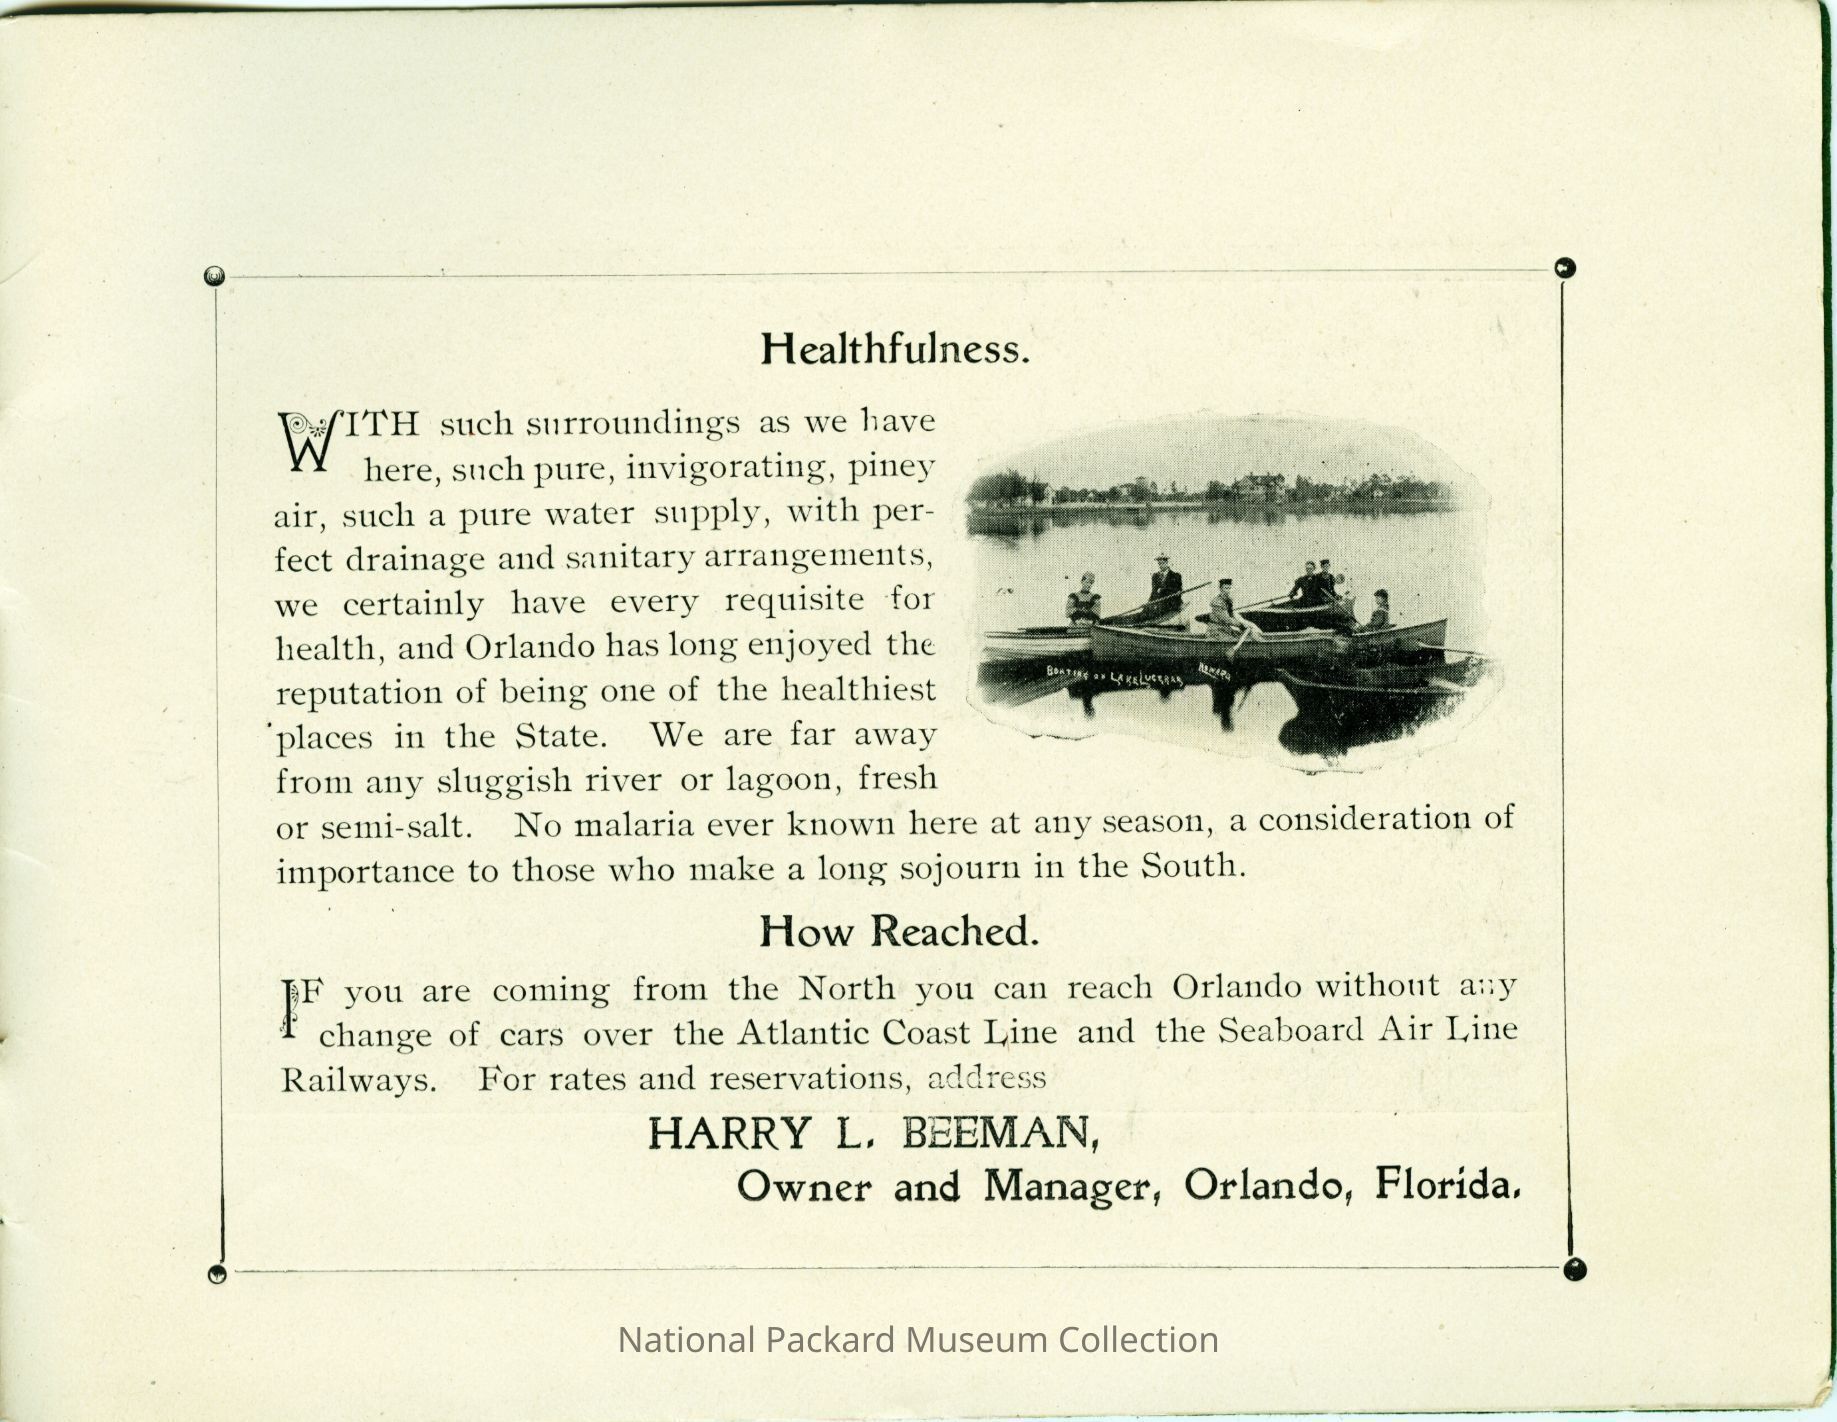 Healthfulness.
WITH such surroundings as we have
here, such pure, invigorating, piney
air, such a pure water supply, with per-
fect drainage and sanitary arrangements,
we certainly have every requisite for
health, and Orlando has long enjoyed the
reputation of being one of the healthiest
places in the State. We are far away
from any sluggish river or lagoon, fresh
or semi-salt. No malaria ever known here at any season, a consideration of
importance to those who make a long sojourn in the South.
BOATING ON LAKE LUCERNE
How Reached.
IF you are coming from the North you can reach Orlando without any
change of cars over the Atlantic Coast Line and the Seaboard Air Line
Railways. For rates and reservations, address
HARRY L. BEEMAN,
Owner and Manager, Orlando, Florida.
National Packard Museum Collection